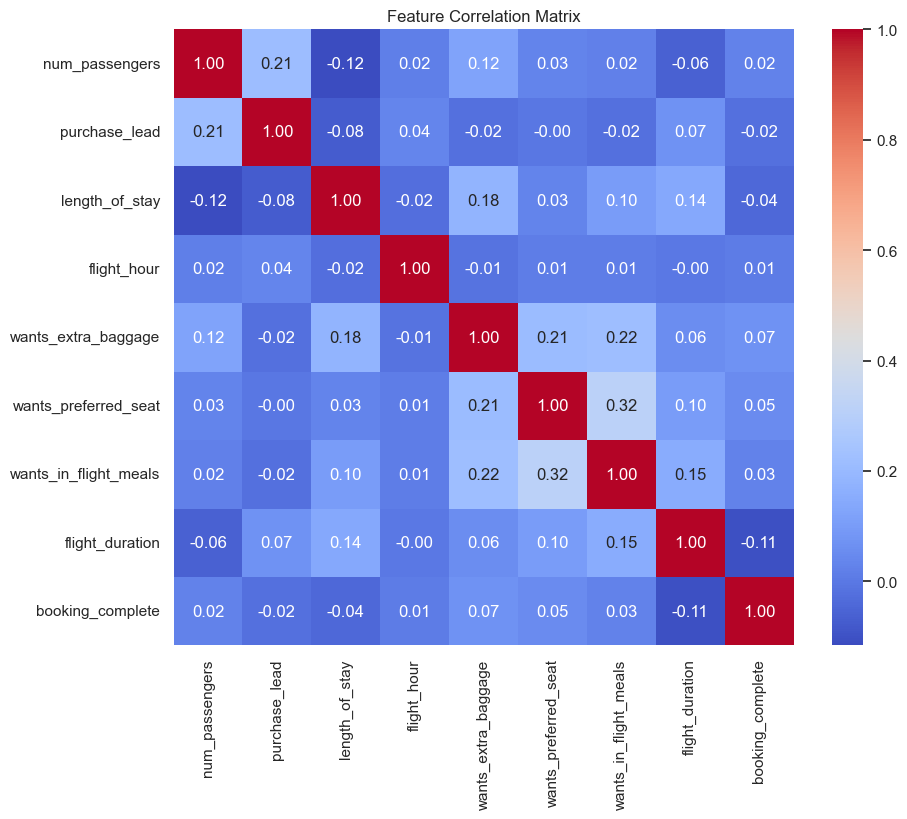 Feature Correlation Matrix
num_passengers 1.00 0.21 -0.12 0.02 0.12 0.03 0.02 -0.06 0.02
purchase_lead 0.21 1.00 -0.08 0.04 -0.02 -0.00 -0.02 0.07 -0.02
length_of_stay -0.12 -0.08 1.00 -0.02 0.18 0.03 0.10 0.14 -0.04
flight_hour 0.02 0.04 -0.02 1.00 -0.01 0.01 0.01 -0.00 0.01
wants_extra_baggage 0.12 -0.02 0.18 -0.01 1.00 0.21 0.22 0.06 0.07
wants_preferred_seat 0.03 -0.00 0.03 0.01 0.21 1.00 0.32 0.10 0.05
wants_in_flight_meals 0.02 -0.02 0.10 0.01 0.22 0.32 1.00 0.15 0.03
flight_duration -0.06 0.07 0.14 -0.00 0.06 0.10 0.15 1.00 -0.11
booking_complete 0.02 -0.02 -0.04 0.01 0.07 0.05 0.03 -0.11 1.00
num_passengers
purchase_lead
length_of_stay
flight_hour
wants_extra_baggage
wants_preferred_seat
wants_in_flight_meals
flight_duration
booking_complete
1.0
0.8
0.6
0.4
0.2
0.0